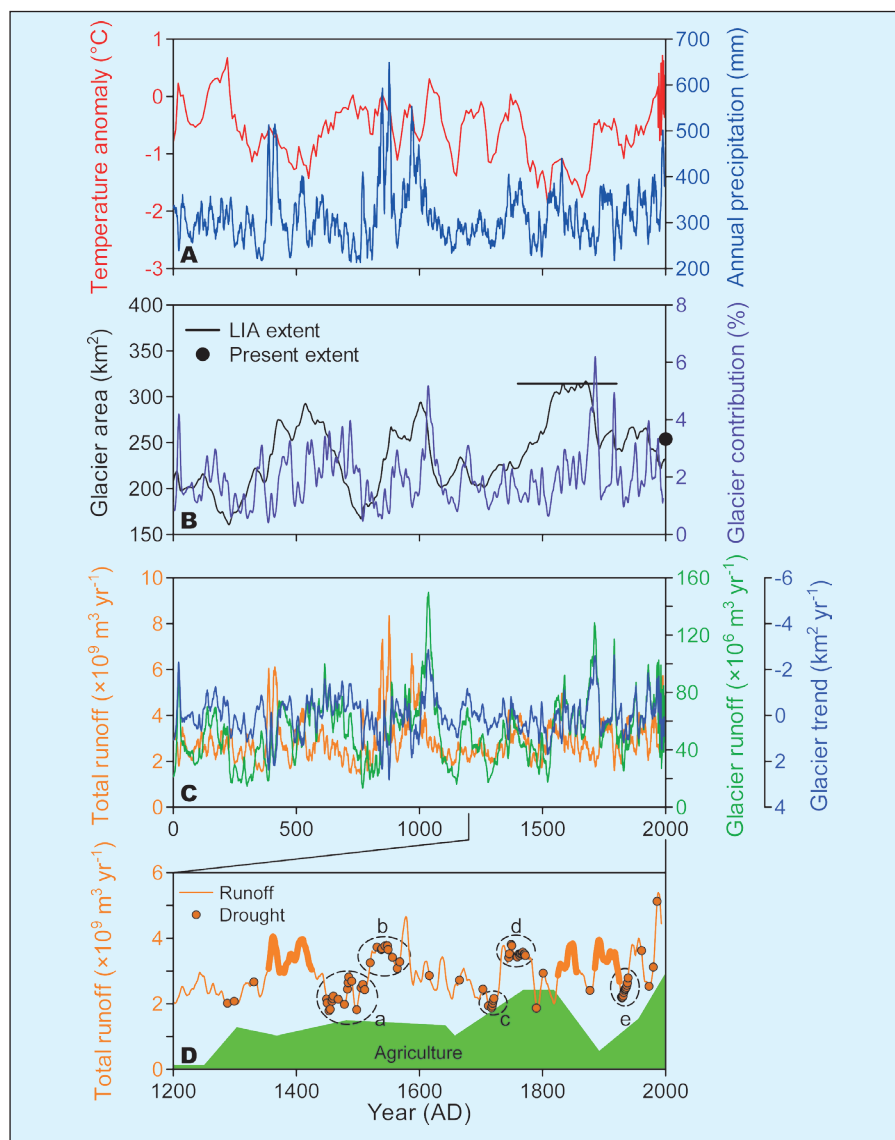 Temperature anomaly (°C)
1
0
-1
-2
-3
A
700
600
500
400
300
200
Annual precipitation (mm)
Glacier area (km²)
400
350
300
250
200
150
LIA extent
Present extent
B
8
6
4
2
0
Glacier contribution (%)
Total runoff (×10⁹ m³ yr⁻¹)
10
8
6
4
2
0
C
160
120
80
40
0
Glacier runoff (×10⁶ m³ yr⁻¹)
-6
-4
-2
0
2
4
Glacier trend (km² yr⁻¹)
0 500 1000 1500 2000
Total runoff (×10⁹ m³ yr⁻¹)
6
4
2
0
Runoff
Drought
a
b
c
d
e
Agriculture
D
1200 1400 1600 1800 2000
Year (AD)